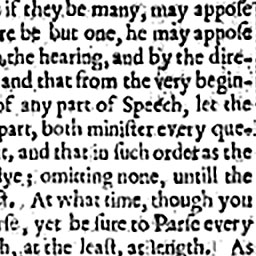 if they be many, may appoſe
re be but one, he may appoſe
the hearing, and by the dire-
and that from the very begin-
of any part of Speech, let the
part, both miniſter every que-
, and that in ſuch order as the
lye; omitting none, untill the
At what time, though you
rſe, yet be ſure to Parſe every
h, at the leaſt, at length. As